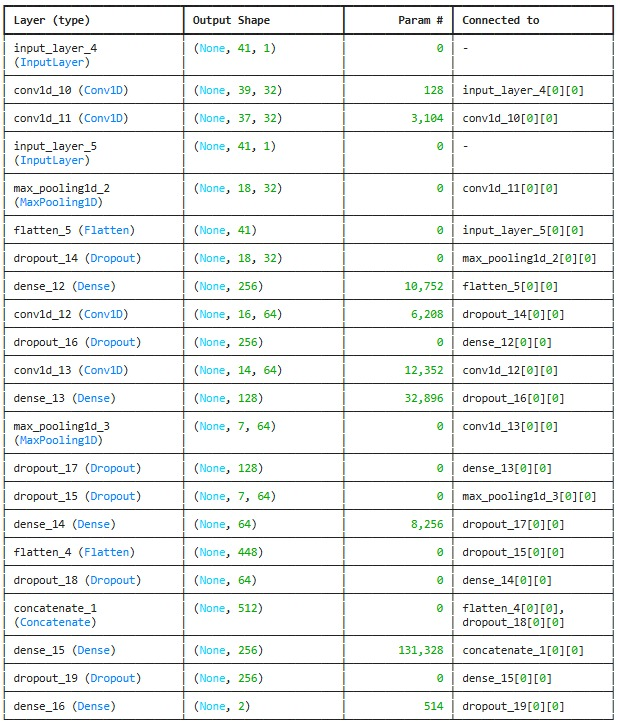 Layer (type) Output Shape Param # Connected to
input_layer_4 (None, 41, 1) 0 -
(InputLayer)
conv1d_10 (Conv1D) (None, 39, 32) 128 input_layer_4[0][0]
conv1d_11 (Conv1D) (None, 37, 32) 3,104 conv1d_10[0][0]
input_layer_5 (None, 41, 1) 0 -
(InputLayer)
max_pooling1d_2 (None, 18, 32) 0 conv1d_11[0][0]
(MaxPooling1D)
flatten_5 (Flatten) (None, 41) 0 input_layer_5[0][0]
dropout_14 (Dropout) (None, 18, 32) 0 max_pooling1d_2[0][0]
dense_12 (Dense) (None, 256) 10,752 flatten_5[0][0]
conv1d_12 (Conv1D) (None, 16, 64) 6,208 dropout_14[0][0]
dropout_16 (Dropout) (None, 256) 0 dense_12[0][0]
conv1d_13 (Conv1D) (None, 14, 64) 12,352 conv1d_12[0][0]
dense_13 (Dense) (None, 128) 32,896 dropout_16[0][0]
max_pooling1d_3 (None, 7, 64) 0 conv1d_13[0][0]
(MaxPooling1D)
dropout_17 (Dropout) (None, 128) 0 dense_13[0][0]
dropout_15 (Dropout) (None, 7, 64) 0 max_pooling1d_3[0][0]
dense_14 (Dense) (None, 64) 8,256 dropout_17[0][0]
flatten_4 (Flatten) (None, 448) 0 dropout_15[0][0]
dropout_18 (Dropout) (None, 64) 0 dense_14[0][0]
concatenate_1 (None, 512) 0 flatten_4[0][0],
(Concatenate) dropout_18[0][0]
dense_15 (Dense) (None, 256) 131,328 concatenate_1[0][0]
dropout_19 (Dropout) (None, 256) 0 dense_15[0][0]
dense_16 (Dense) (None, 2) 514 dropout_19[0][0]